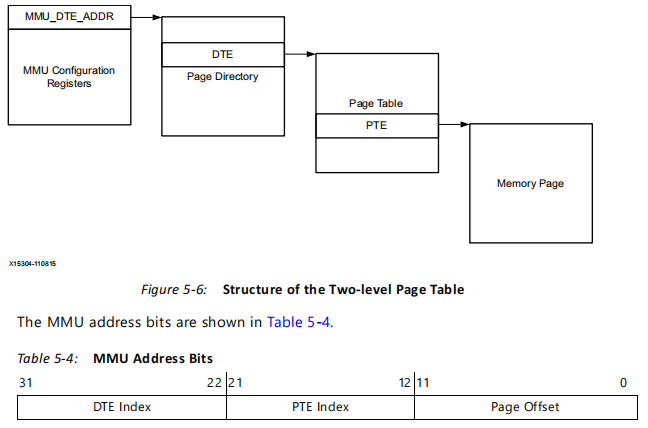 MMU_DTE_ADDR
MMU Configuration
Registers
DTE
Page Directory
Page Table
PTE
Memory Page
X15304-110815
Figure 5-6: Structure of the Two-level Page Table
The MMU address bits are shown in Table 5-4.
Table 5-4: MMU Address Bits
31 22 21 12 11 0
DTE Index PTE Index Page Offset